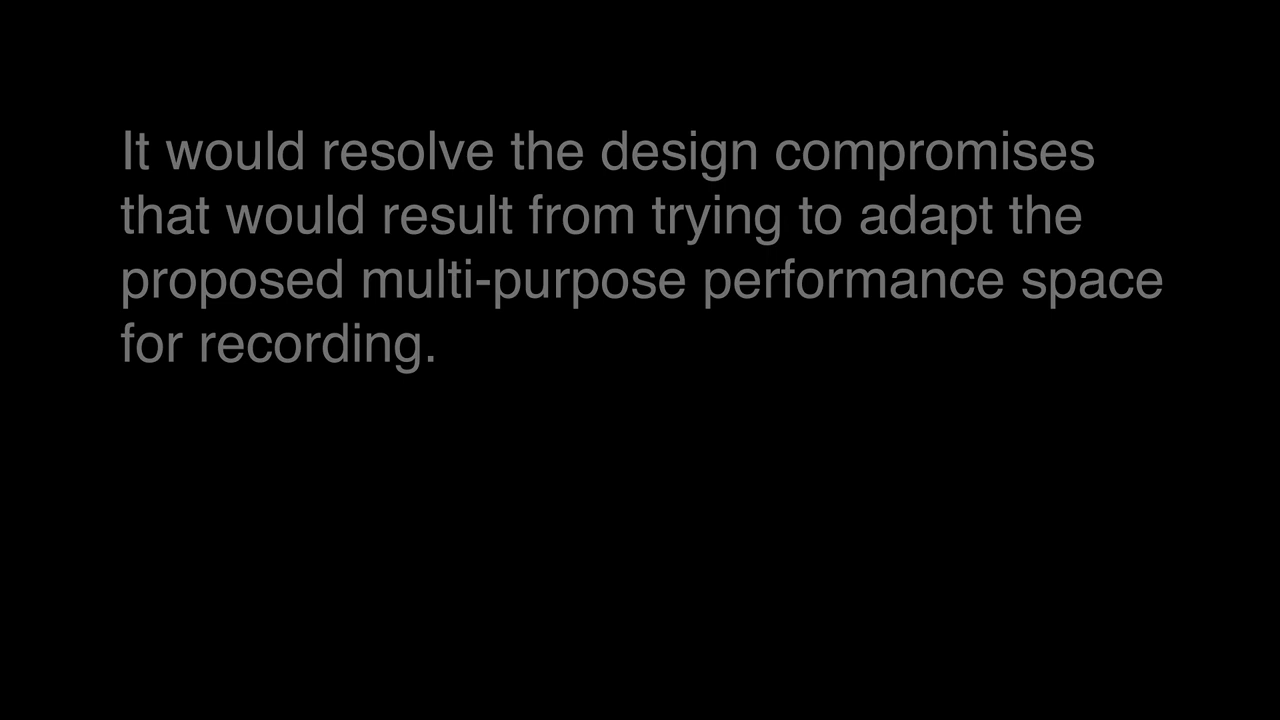 It would resolve the design compromises
that would result from trying to adapt the
proposed multi-purpose performance space
for recording.